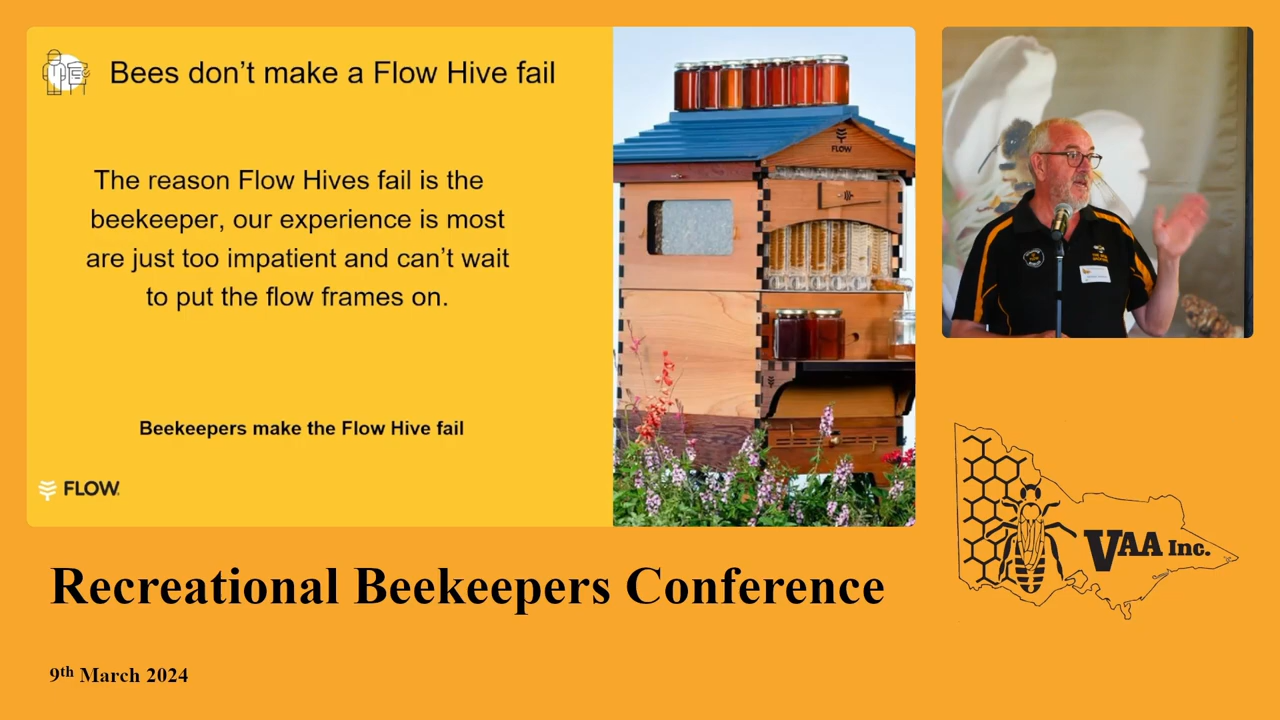 Bees don’t make a Flow Hive fail
The reason Flow Hives fail is the
beekeeper, our experience is most
are just too impatient and can’t wait
to put the flow frames on.
Beekeepers make the Flow Hive fail
FLOW
FLOW
VAA Inc.
Recreational Beekeepers Conference
9th March 2024